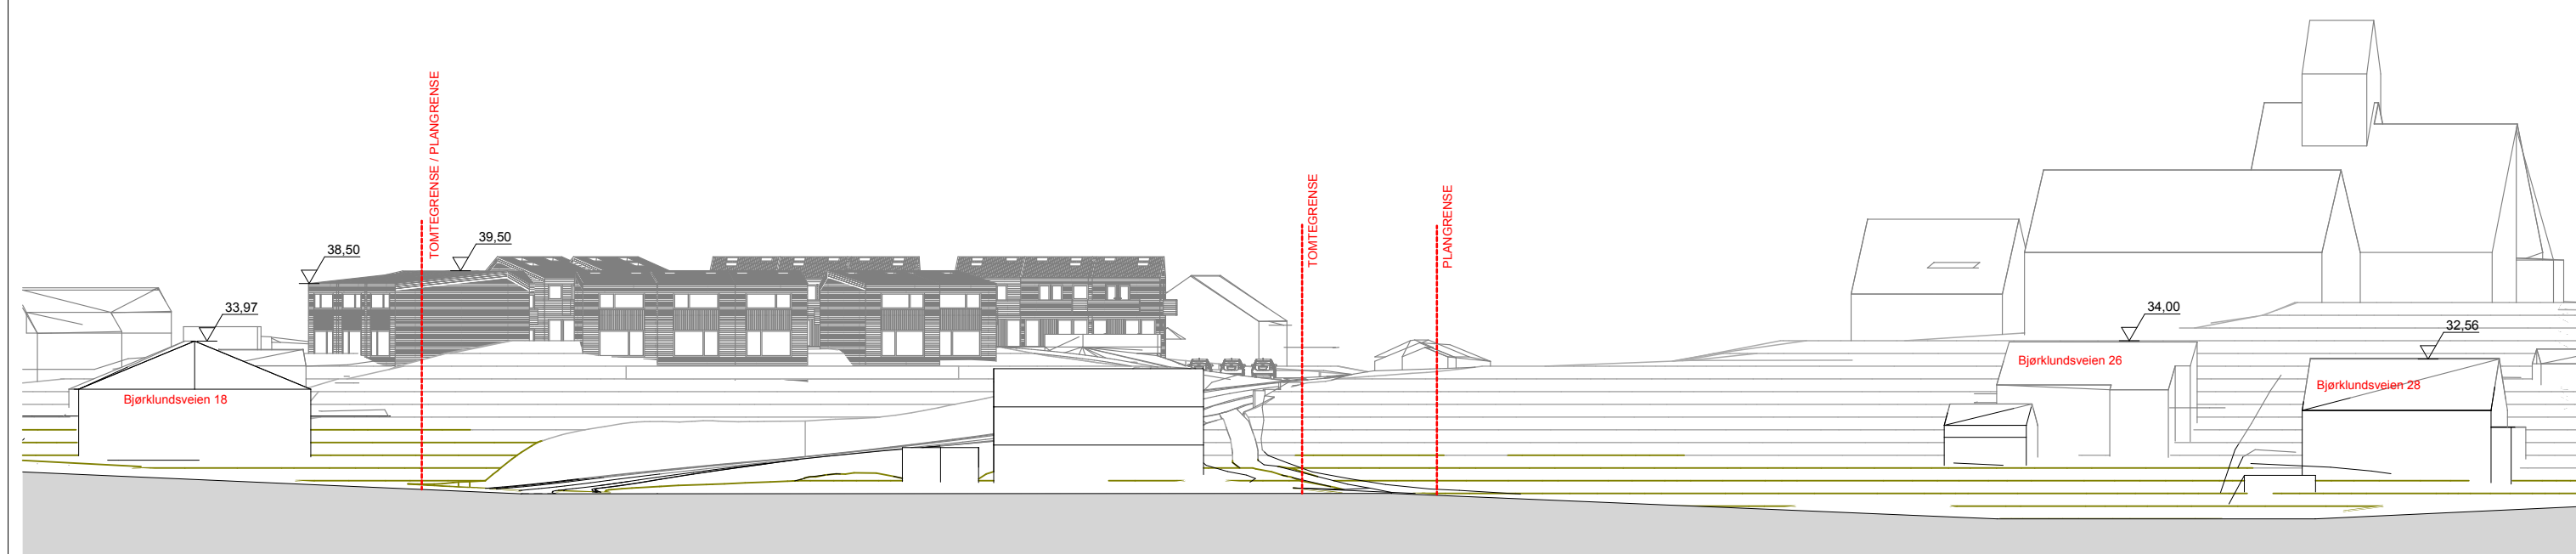 TOMTEGRENSE / PLANGRENSE
TOMTEGRENSE
PLANGRENSE
39,50
38,50
33,97
34,00
32,56
Bjørklundsveien 26
Bjørklundsveien 28
Bjørklundsveien 18